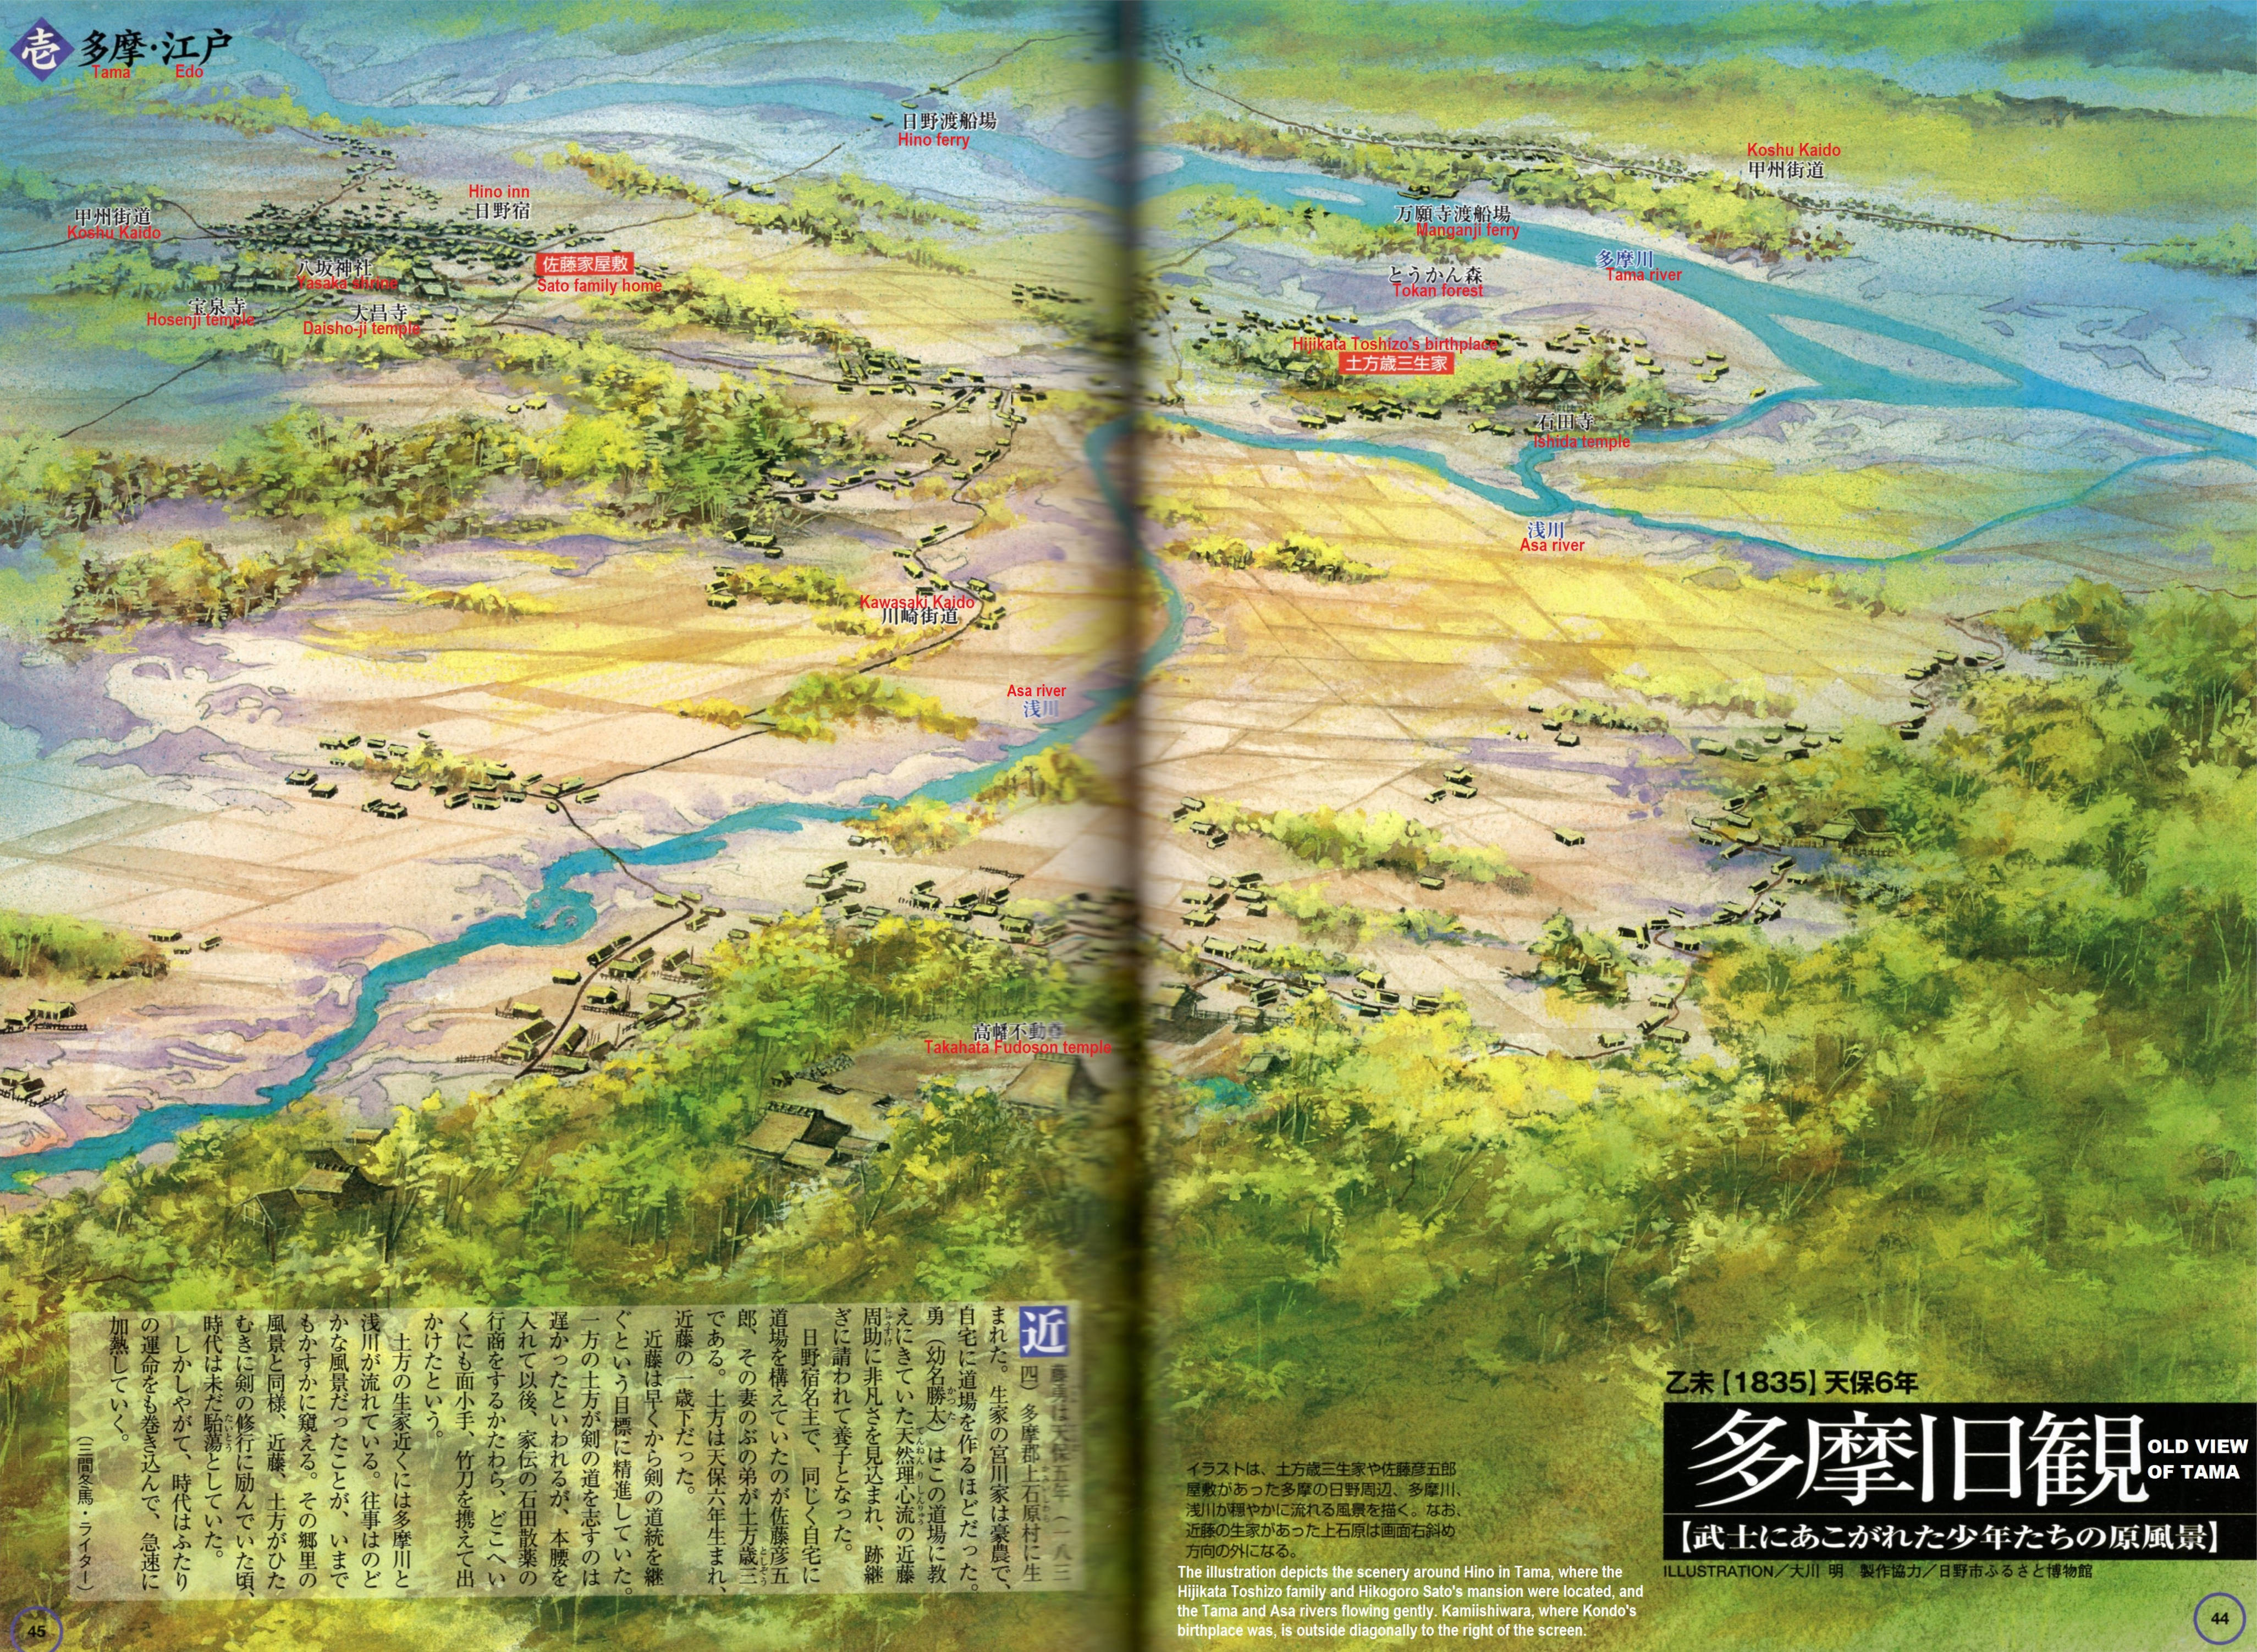 壱 多摩・江戸
Tama Edo
日野渡船場
Hino ferry
Koshu Kaido
甲州街道
Hino inn
日野宿
甲州街道
Koshu Kaido
万願寺渡船場
Manganji ferry
多摩川
Tama river
八坂神社
Yasaka shrine
佐藤家屋敷
Sato family home
とうかん森
Tokan forest
宝泉寺
Hosenji temple
大昌寺
Daisho-ji temple
Hijikata Toshizo's birthplace
土方歳三生家
石田寺
Ishida temple
浅川
Asa river
Kawasaki Kaido
川崎街道
Asa river
浅川
高幡不動尊
Takahata Fudoson temple
乙未【1835】天保6年
多摩旧観
OLD VIEW
OF TAMA
【武士にあこがれた少年たちの原風景】
ILLUSTRATION／大川 明 製作協力／日野市ふるさと博物館
イラストは、土方歳三生家や佐藤彦五郎
屋敷があった多摩の日野周辺、多摩川、
浅川が穏やかに流れる風景を描く。なお、
近藤の生家があった上石原は画面右斜め
方向の外になる。
The illustration depicts the scenery around Hino in Tama, where the
Hijikata Toshizo family and Hikogoro Sato's mansion were located, and
the Tama and Asa rivers flowing gently. Kamiishiwara, where Kondo's
birthplace was, is outside diagonally to the right of the screen.
近藤勇は天保五年（一八三
四）多摩郡上石原村に生
まれた。生家の宮川家は豪農で、
自宅に道場を作るほどだった。
勇（幼名勝太）はこの道場に教
えにきていた天然理心流の近藤
周助に非凡さを見込まれ、跡継
ぎに請われて養子となった。
日野宿名主で、同じく自宅に
道場を構えていたのが佐藤彦五
郎、その妻のぶの弟が土方歳三
である。土方は天保六年生まれ、
近藤の一歳下だった。
近藤は早くから剣の道統を継
ぐという目標に精進していた。
一方の土方が剣の道を志すのは
遅かったといわれるが、本腰を
入れて以後、家伝の石田散薬の
行商をするかたわら、どこへい
くにも面小手、竹刀を携えて出
かけたという。
土方の生家近くには多摩川と
浅川が流れている。往事はのど
かな風景だったことが、いまで
もかすかに窺える。その郷里の
風景と同様、近藤、土方がひた
むきに剣の修行に励んでいた頃、
時代は未だ駘蕩としていた。
しかしやがて、時代はふたり
の運命をも巻き込んで、急速に
加熱していく。
（三間冬馬・ライター）
45
44